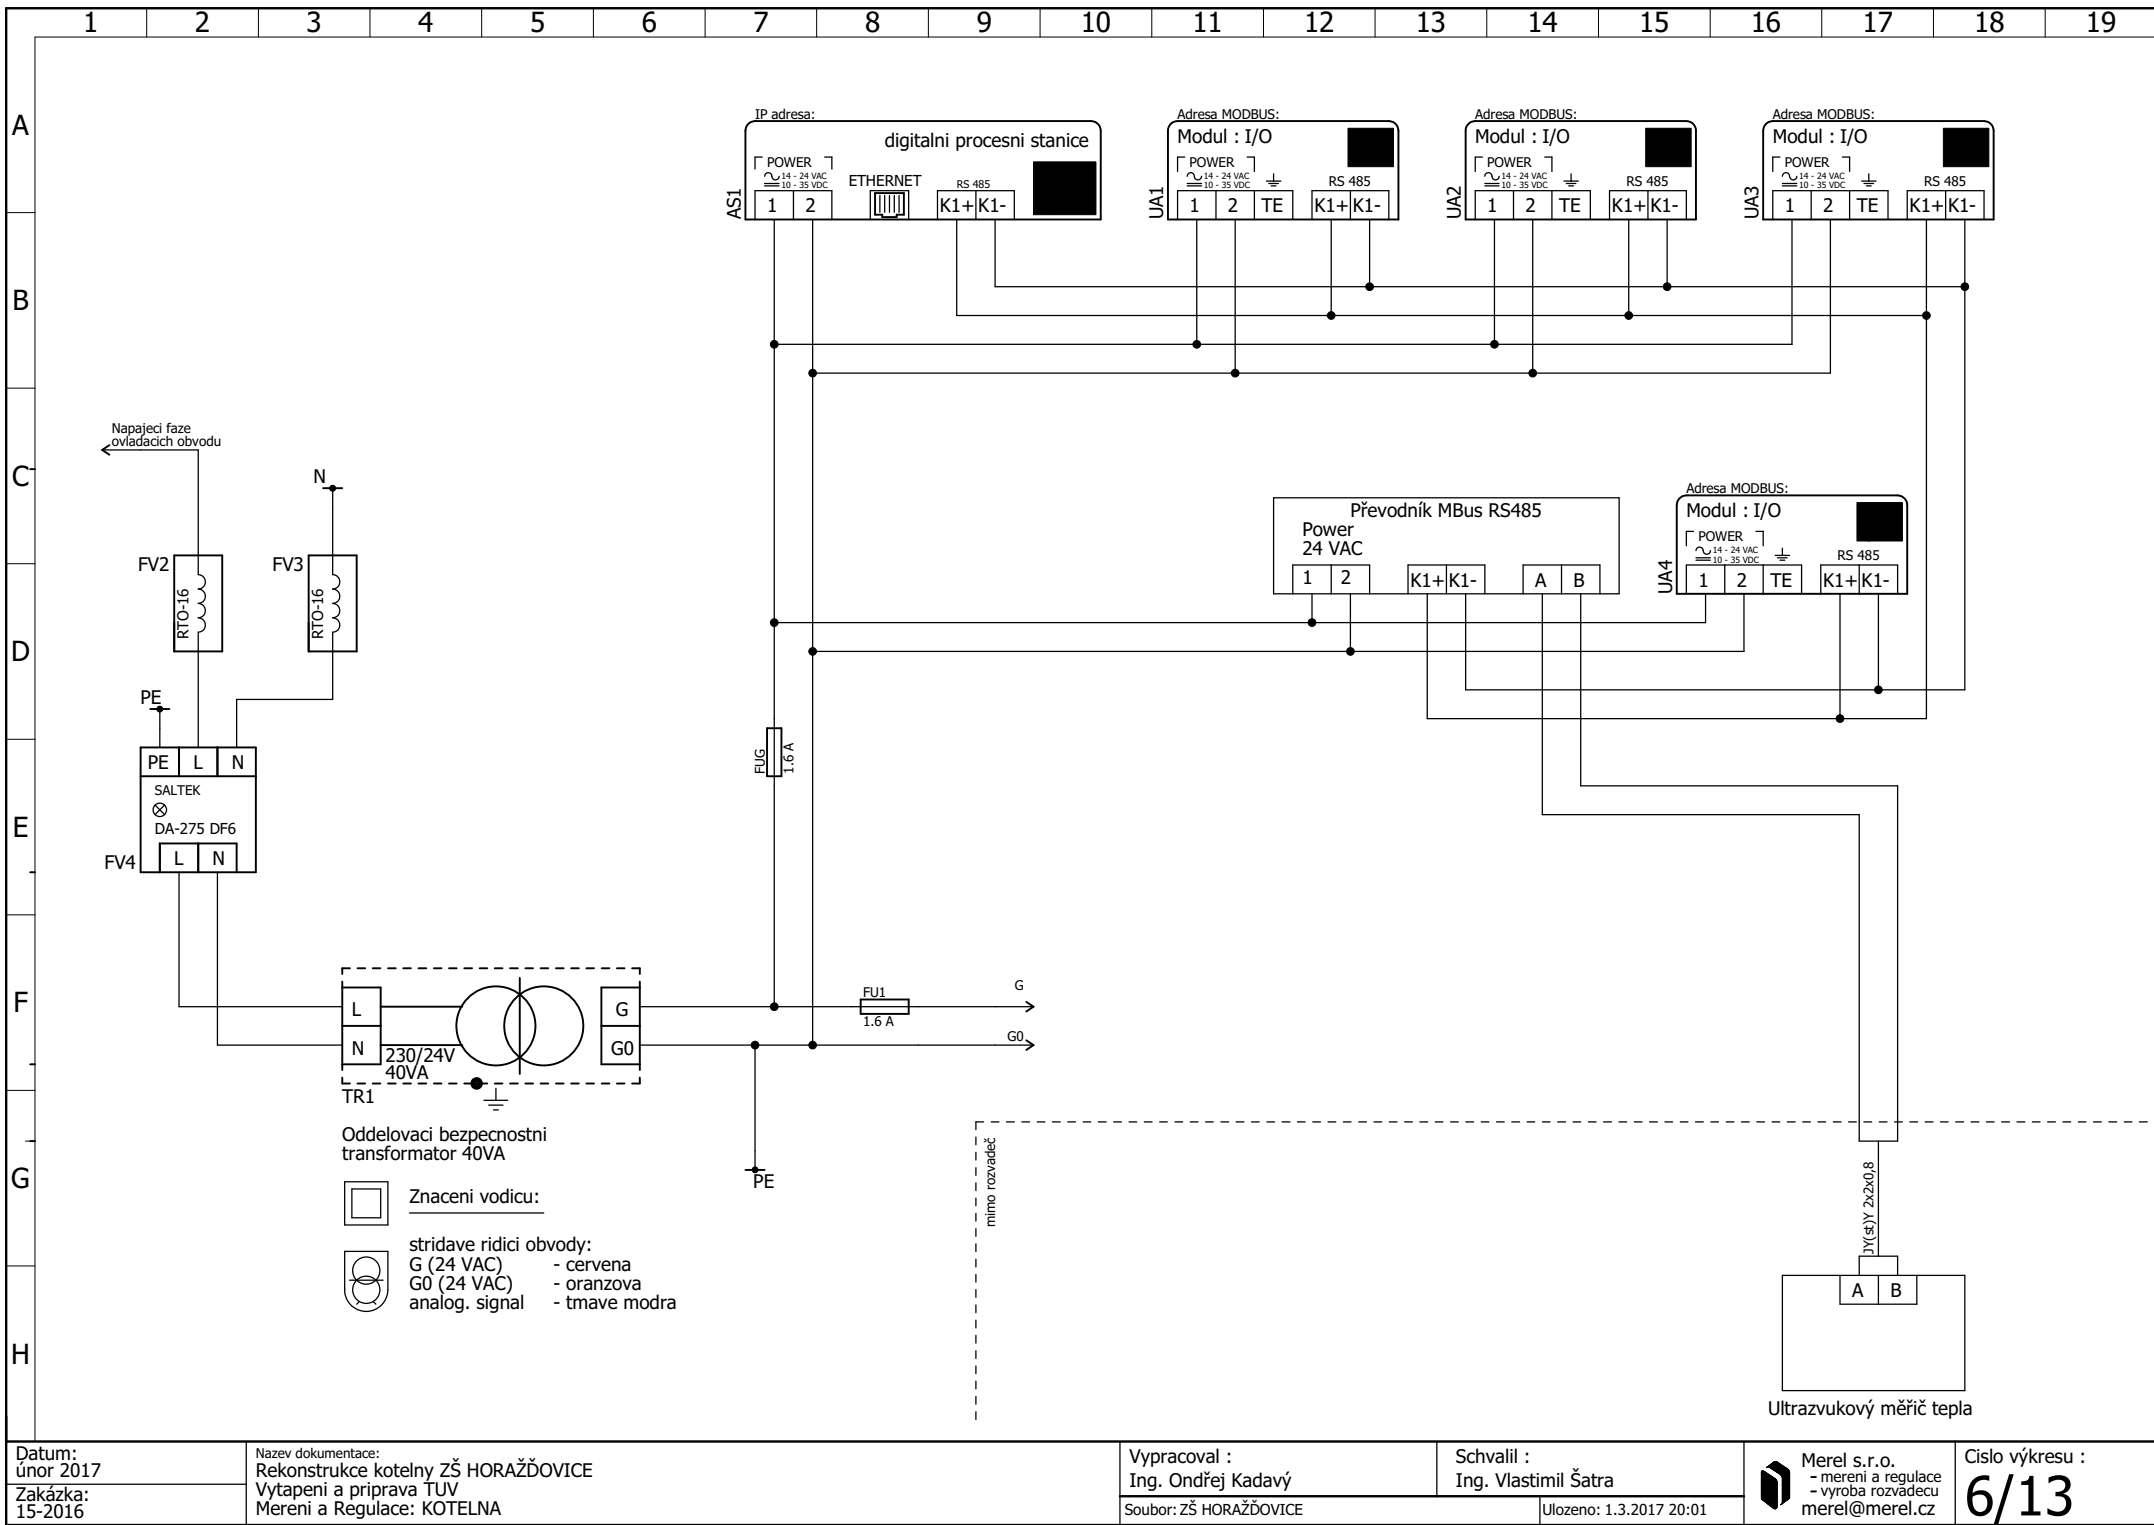 1 2 3 4 5 6 7 8 9 10 11 12 13 14 15 16 17 18 19
A
B
C
D
E
F
G
H
IP adresa:
digitalni procesni stanice
POWER
14 - 24 VAC
10 - 35 VDC
ETHERNET
RS 485
AS1
1 2 K1+ K1-
Adresa MODBUS:
Modul : I/O
POWER
14 - 24 VAC
10 - 35 VDC
RS 485
UA1
1 2 TE K1+ K1-
Adresa MODBUS:
Modul : I/O
POWER
14 - 24 VAC
10 - 35 VDC
RS 485
UA2
1 2 TE K1+ K1-
Adresa MODBUS:
Modul : I/O
POWER
14 - 24 VAC
10 - 35 VDC
RS 485
UA3
1 2 TE K1+ K1-
Napajeci faze
ovladacich obvodu
N
FV2
RTO-16
FV3
RTO-16
Převodník MBus RS485
Power
24 VAC
1 2 K1+ K1- A B
Adresa MODBUS:
Modul : I/O
POWER
14 - 24 VAC
10 - 35 VDC
RS 485
UA4
1 2 TE K1+ K1-
PE
PE L N
SALTEK
DA-275 DF6
L N
FV4
FUG
1.6 A
L
N
230/24V
40VA
G
G0
TR1
FU1
1.6 A
G
G0
PE
Oddelovaci bezpecnostni
transformator 40VA
Znaceni vodicu:
stridave ridici obvody:
G (24 VAC) - cervena
G0 (24 VAC) - oranzova
analog. signal - tmave modra
mimo rozvaděč
JY(st)Y 2x2x0,8
A B
Ultrazvukový měřič tepla
Datum:
únor 2017
Zakázka:
15-2016
Nazev dokumentace:
Rekonstrukce kotelny ZŠ HORAŽĎOVICE
Vytapeni a priprava TUV
Mereni a Regulace: KOTELNA
Vypracoval :
Ing. Ondřej Kadavý
Schvalil :
Ing. Vlastimil Šatra
Soubor: ZŠ HORAŽĎOVICE
Ulozeno: 1.3.2017 20:01
Merel s.r.o.
- mereni a regulace
- vyroba rozvadecu
merel@merel.cz
Cislo výkresu :
6/13